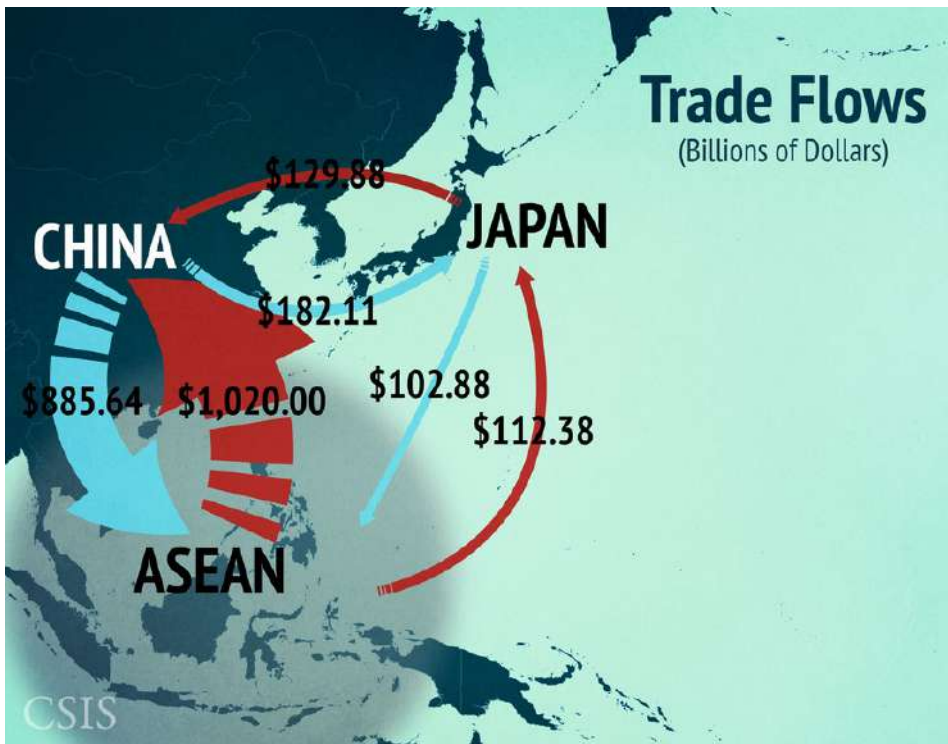 Trade Flows
(Billions of Dollars)
$129.88
CHINA
JAPAN
$182.11
$885.64
$1,020.00
$102.88
$112.38
ASEAN
CSIS